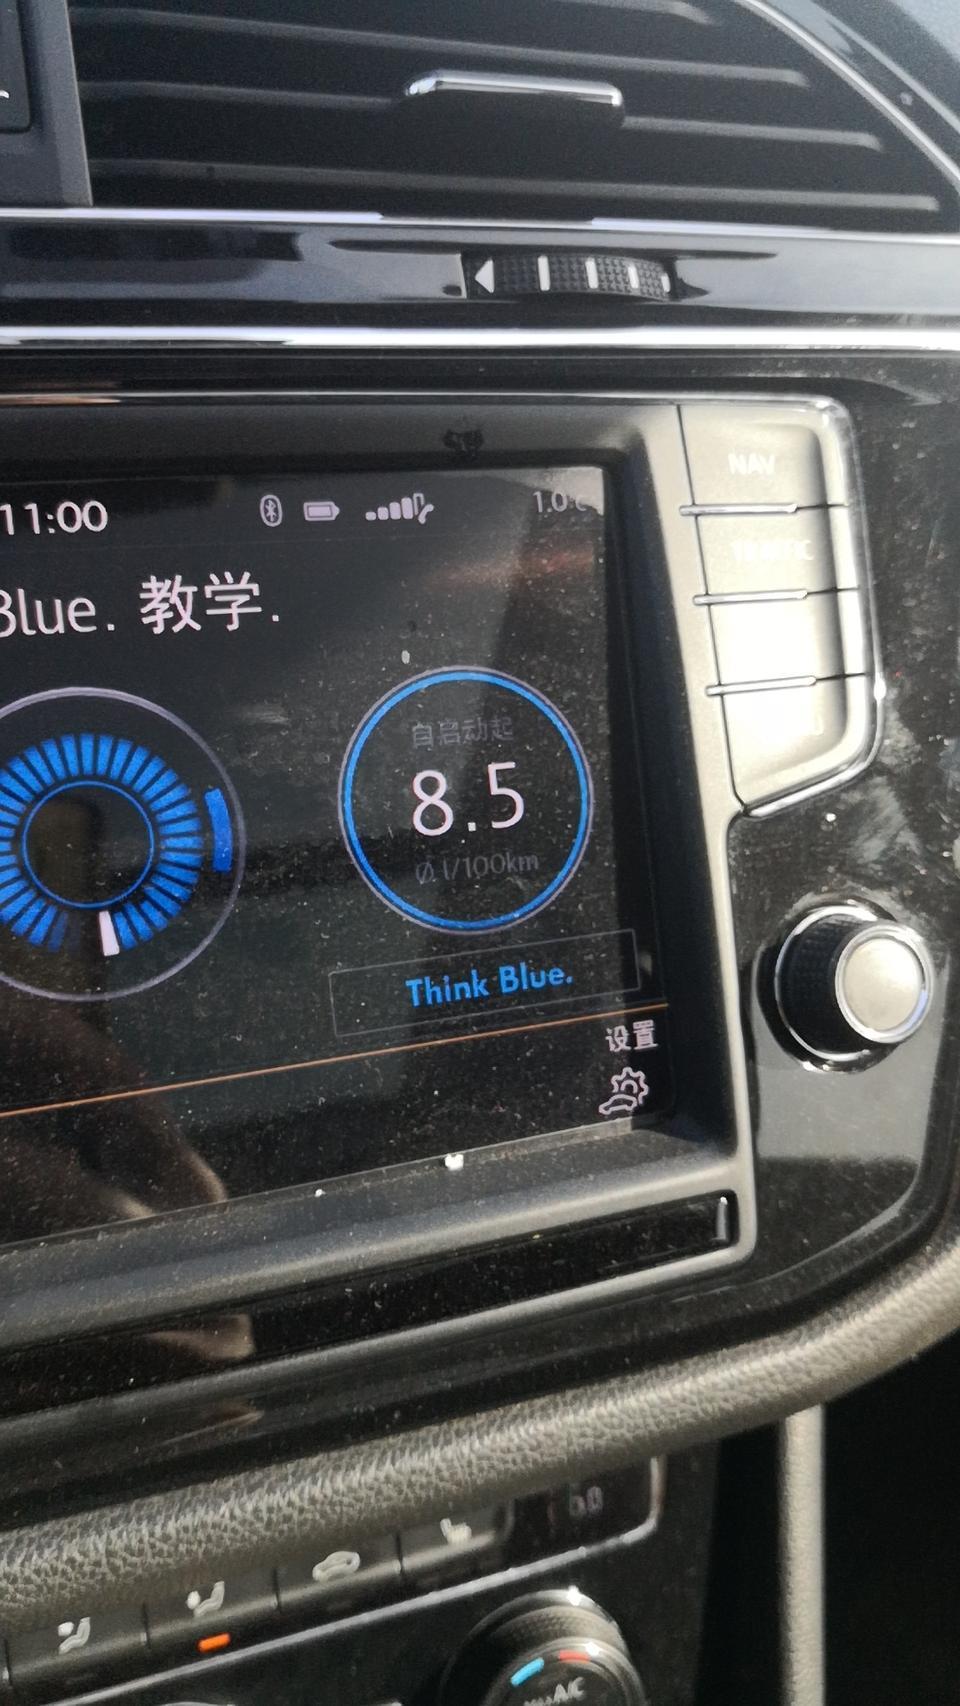 NAV
11:00
1.0
Blue. 教学.
自启动起
8.5
Ø l/100km
Think Blue.
设置
A/C